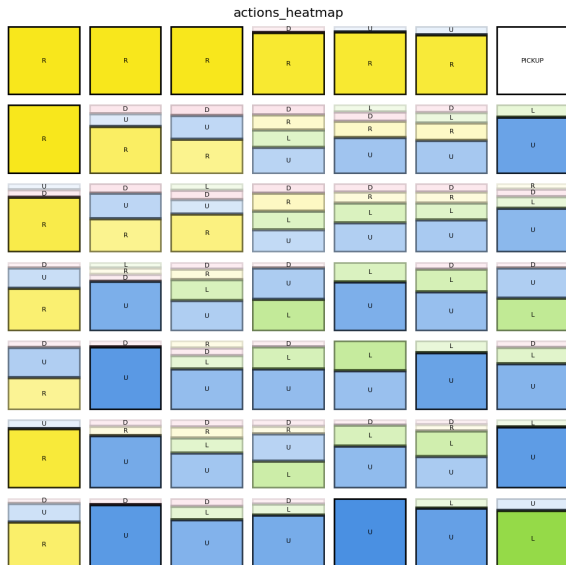 actions_heatmap
D U U
R R R R R R PICKUP
R D D D L D L
U U R D L
R R L R R U
U U U
U D L D D D R
D U D R R L D
R R U L L U L
R U U U U
D L D D L D D
U R R U U L U
R D L L U L
U U
D D R D L L D
U U D L U U L
R L U U
U
U D D D D D L
R R R R L R U
U L U U L
U L U
D D D D U L U
U U L L U L
R U U